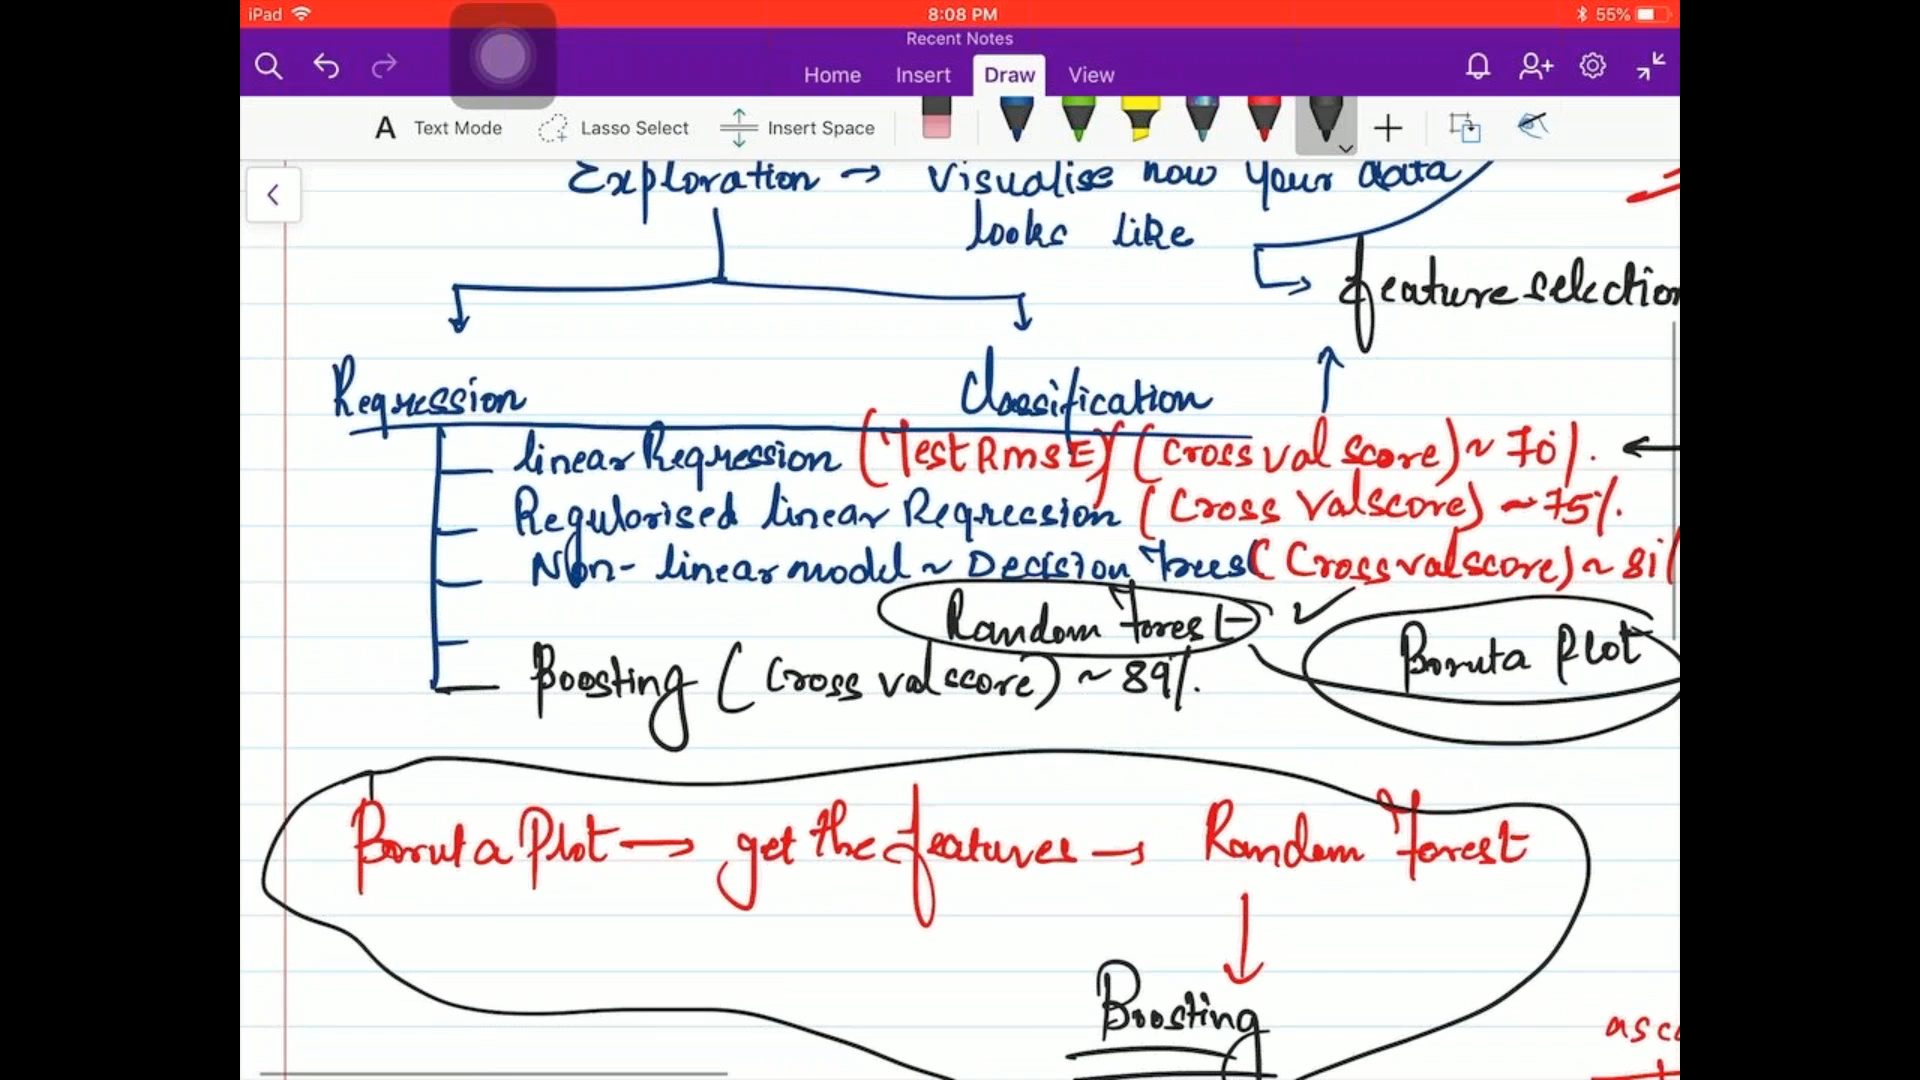 iPad 8:08 PM 55%
Recent Notes
Home Insert Draw View
A Text Mode Lasso Select Insert Space
Exploration → Visualise how your data
looks like
feature selection
Regression Classification
linear Regression (Test RmsE) (Cross val score) ~ 70%.
Regularised linear Regression (Cross Valscore) ~ 75%.
Non-linear model ~ Decision Trees (Crossvalscore) ~ 81
Random Forest ✓
Boruta Plot
Boosting (Cross valscore) ~ 89%.
Boruta Plot → get the features → Random Forest
Boosting